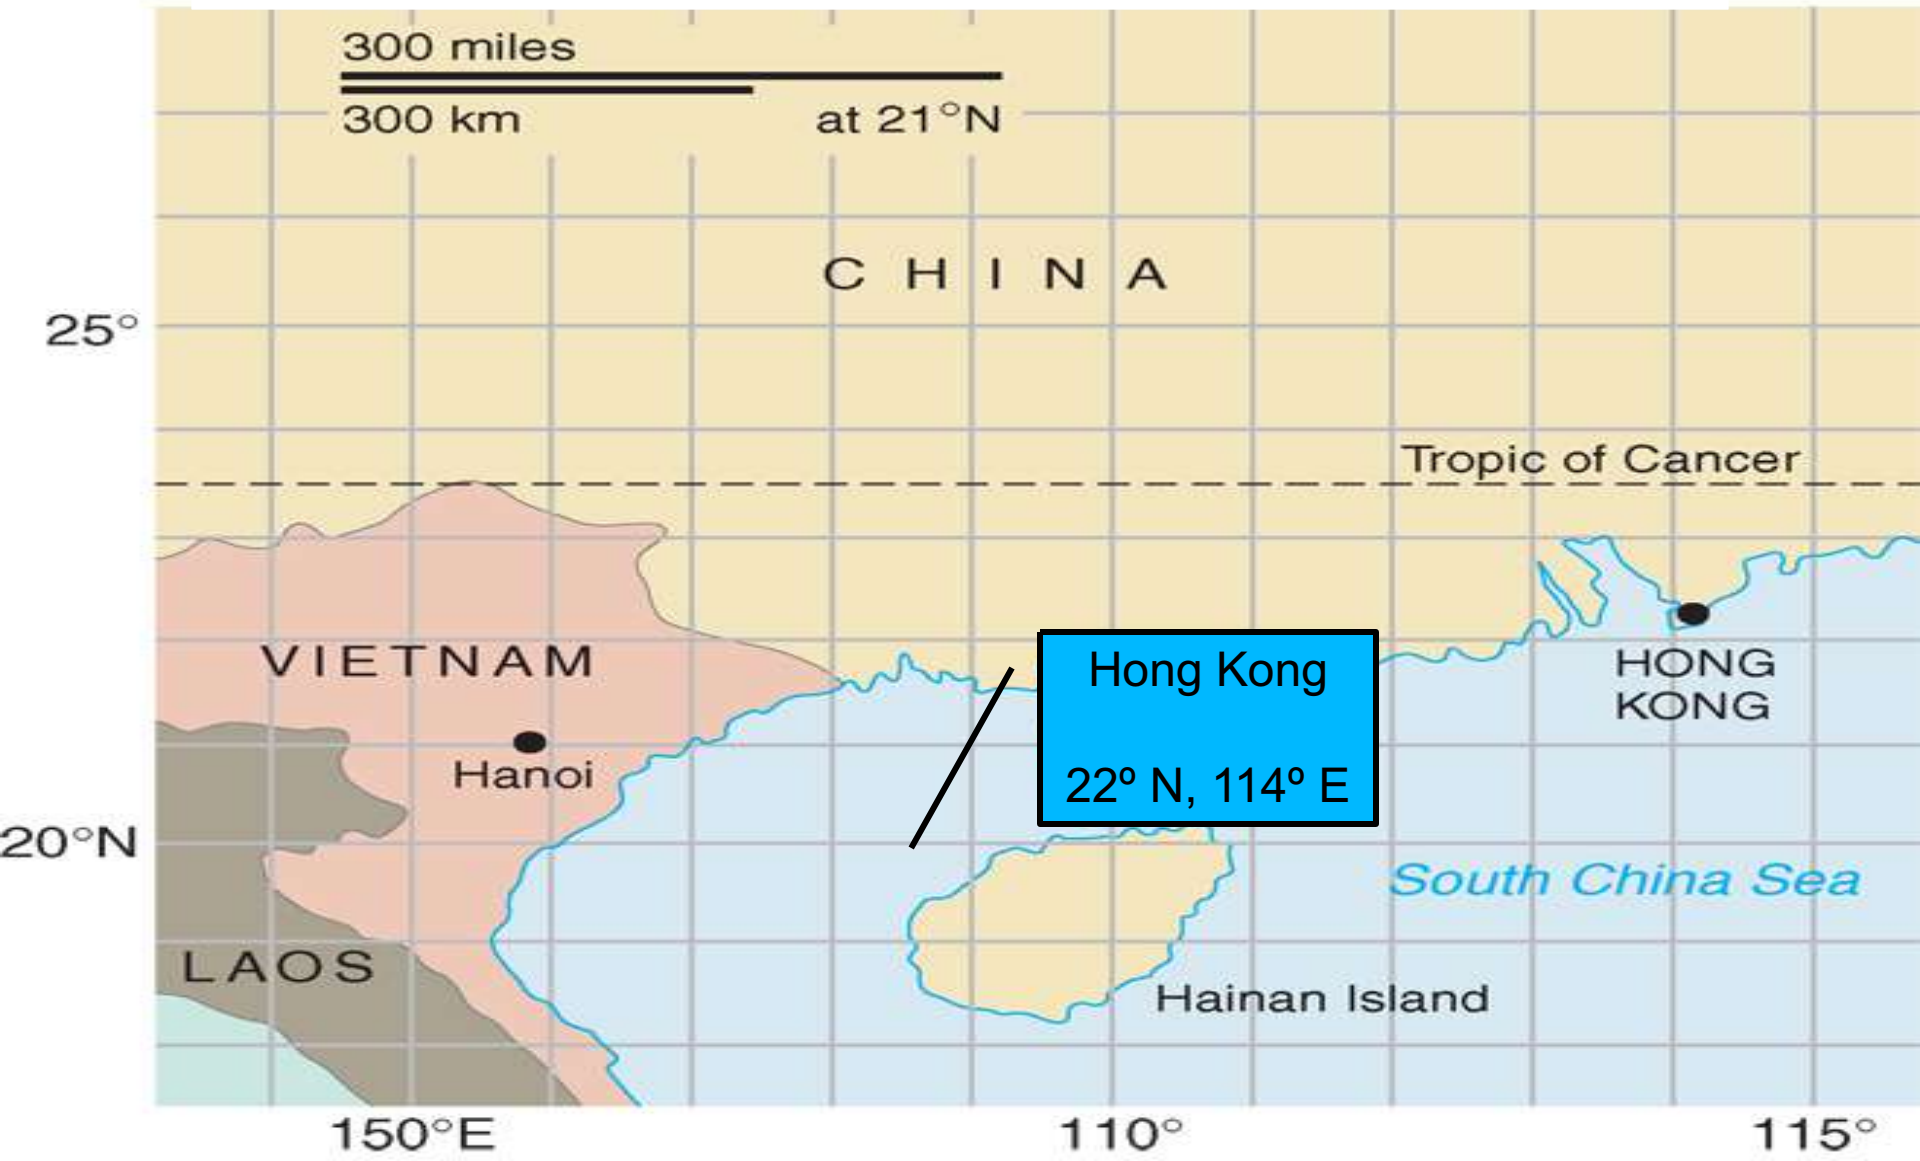 300 miles
300 km at 21°N
C H I N A
25°
Tropic of Cancer
VIETNAM
Hong Kong
HONG
KONG
22º N, 114º E
Hanoi
20°N
South China Sea
LAOS
Hainan Island
150°E 110° 115°